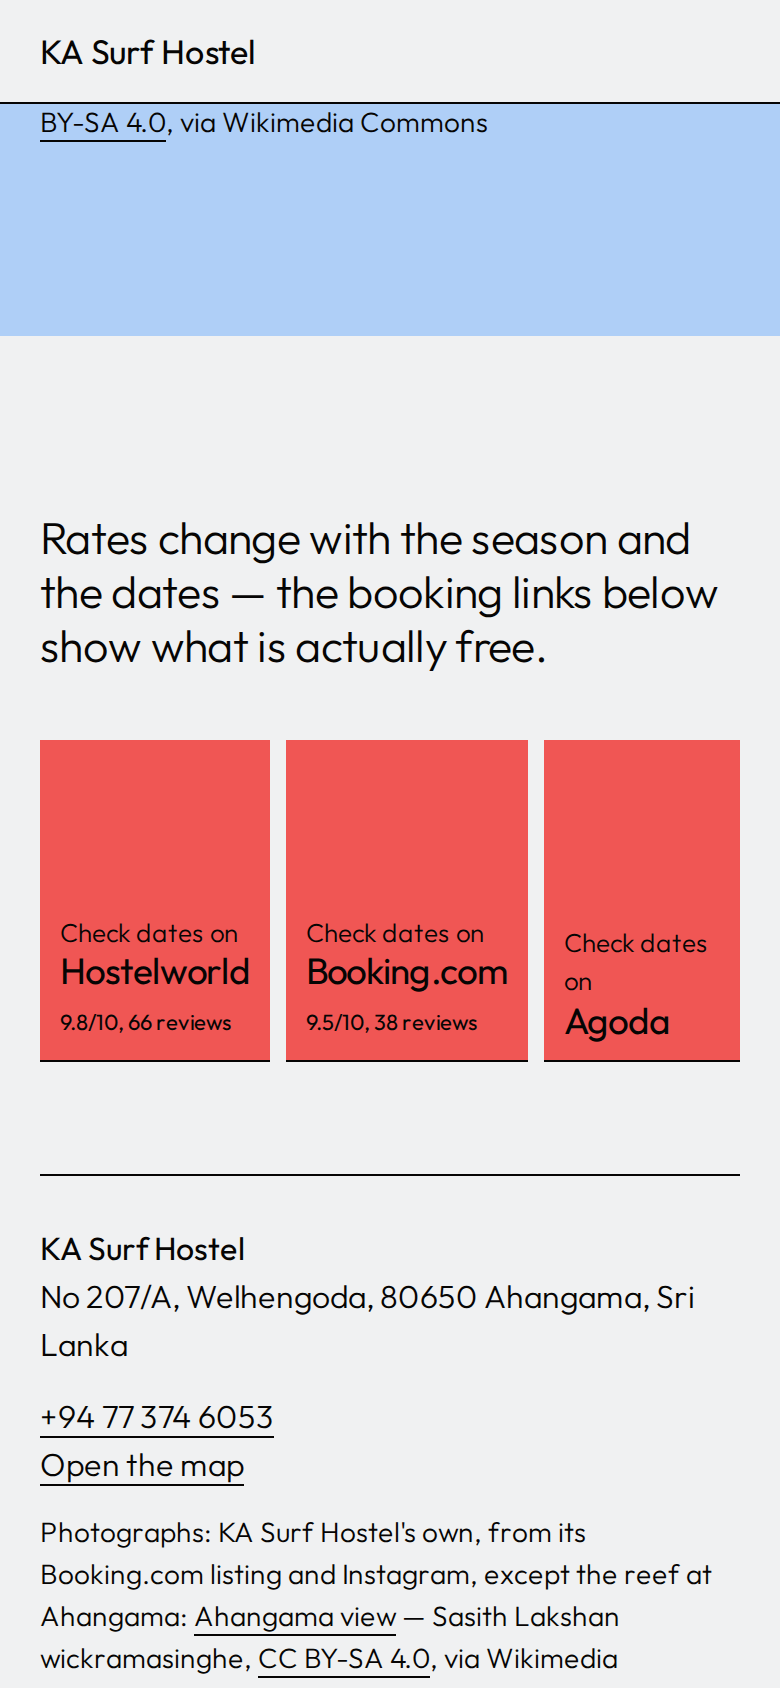 KA Surf Hostel
BY-SA 4.0, via Wikimedia Commons
Rates change with the season and
the dates — the booking links below
show what is actually free.
Check dates on
Hostelworld
9.8/10, 66 reviews
Check dates on
Booking.com
9.5/10, 38 reviews
Check dates
on
Agoda
KA Surf Hostel
No 207/A, Welhengoda, 80650 Ahangama, Sri
Lanka
+94 77 374 6053
Open the map
Photographs: KA Surf Hostel's own, from its
Booking.com listing and Instagram, except the reef at
Ahangama: Ahangama view — Sasith Lakshan
wickramasinghe, CC BY-SA 4.0, via Wikimedia